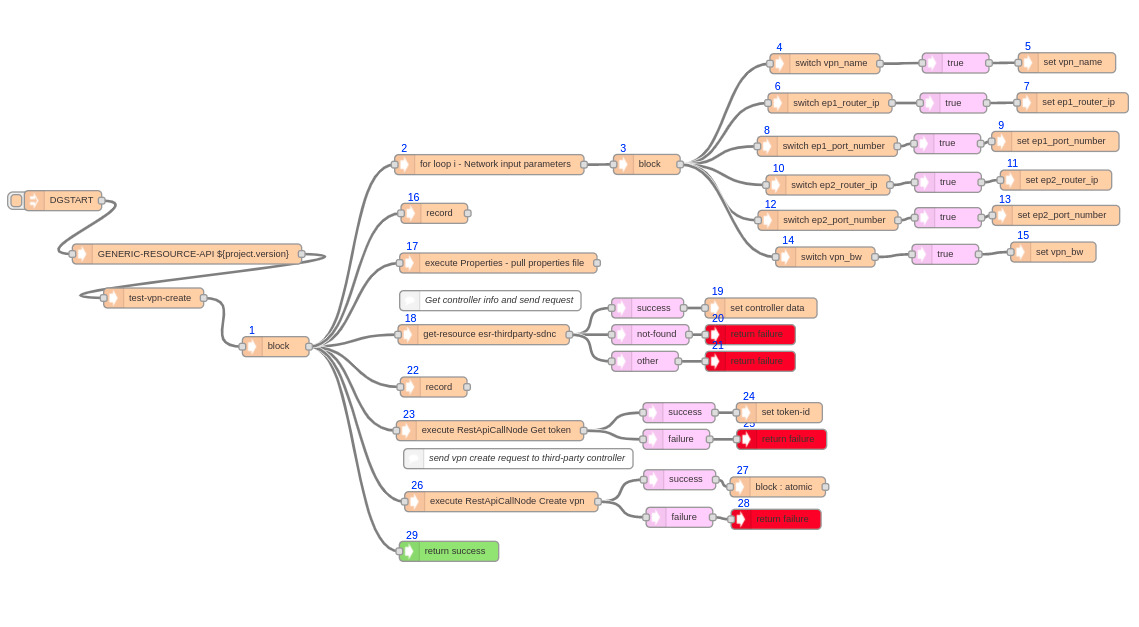 DGSTART
GENERIC-RESOURCE-API ${project.version}
test-vpn-create
1
block
2
for loop i - Network input parameters
3
block
4
switch vpn_name
true
5
set vpn_name
6
switch ep1_router_ip
true
7
set ep1_router_ip
8
switch ep1_port_number
true
9
set ep1_port_number
10
switch ep2_router_ip
true
11
set ep2_router_ip
12
switch ep2_port_number
true
13
set ep2_port_number
14
switch vpn_bw
true
15
set vpn_bw
16
record
17
execute Properties - pull properties file
Get controller info and send request
18
get-resource esr-thirdparty-sdnc
success
19
set controller data
not-found
20
return failure
other
21
return failure
22
record
23
execute RestApiCallNode Get token
success
24
set token-id
failure
25
return failure
send vpn create request to third-party controller
26
execute RestApiCallNode Create vpn
success
27
block : atomic
failure
28
return failure
29
return success